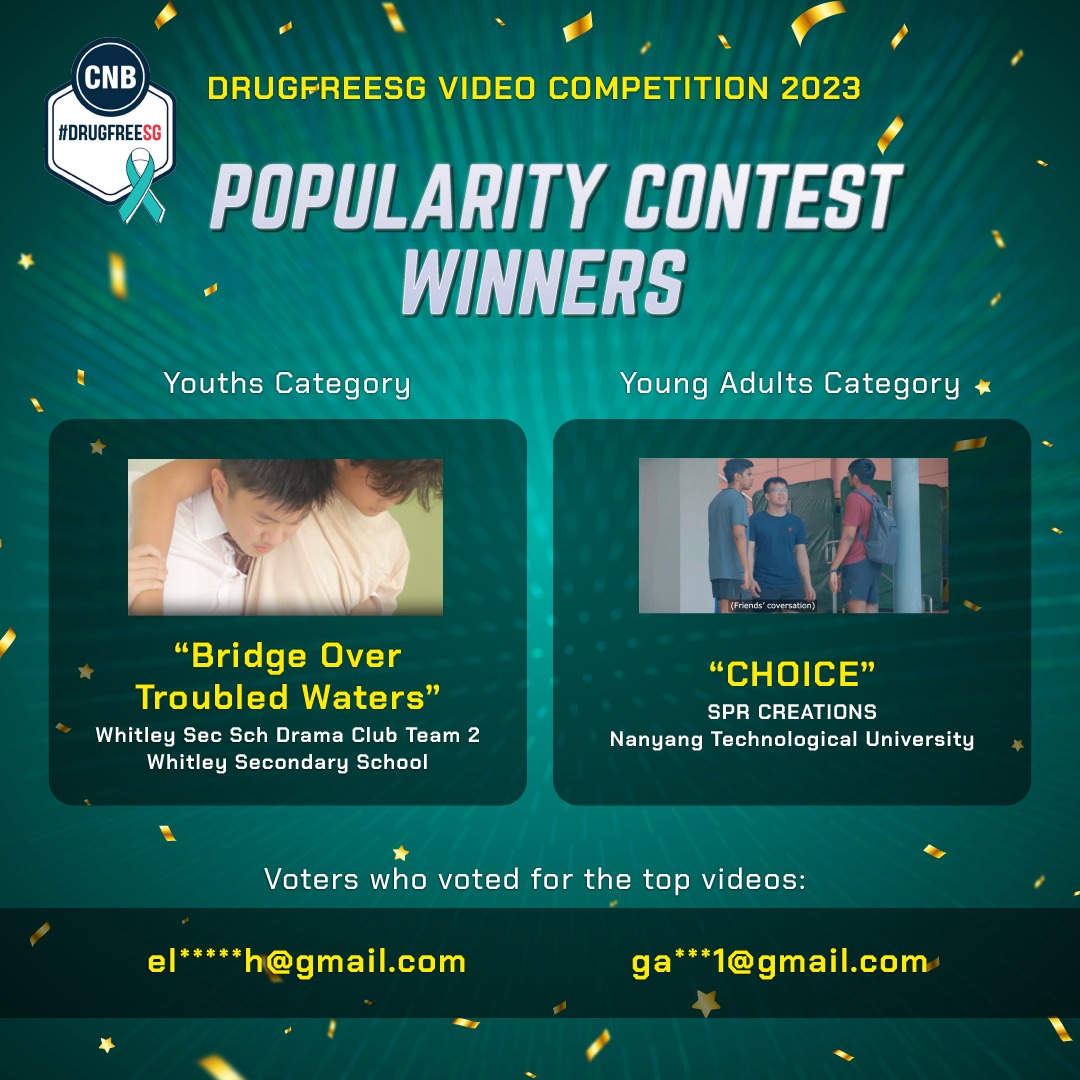 CNB
#DRUGFREESG
DRUGFREESG VIDEO COMPETITION 2023
POPULARITY CONTEST
WINNERS
Youths Category
Young Adults Category
(Friends' coversation)
“Bridge Over
Troubled Waters”
Whitley Sec Sch Drama Club Team 2
Whitley Secondary School
“CHOICE”
SPR CREATIONS
Nanyang Technological University
Voters who voted for the top videos:
el*****h@gmail.com
ga***1@gmail.com